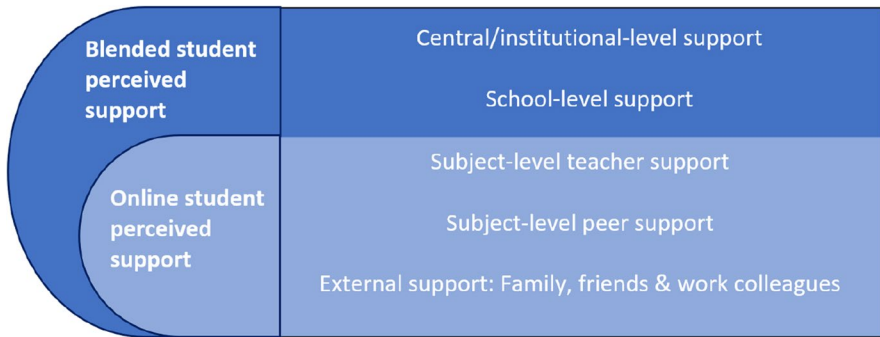 Blended student
perceived
support
Central/institutional-level support
School-level support
Online student
perceived
support
Subject-level teacher support
Subject-level peer support
External support: Family, friends & work colleagues